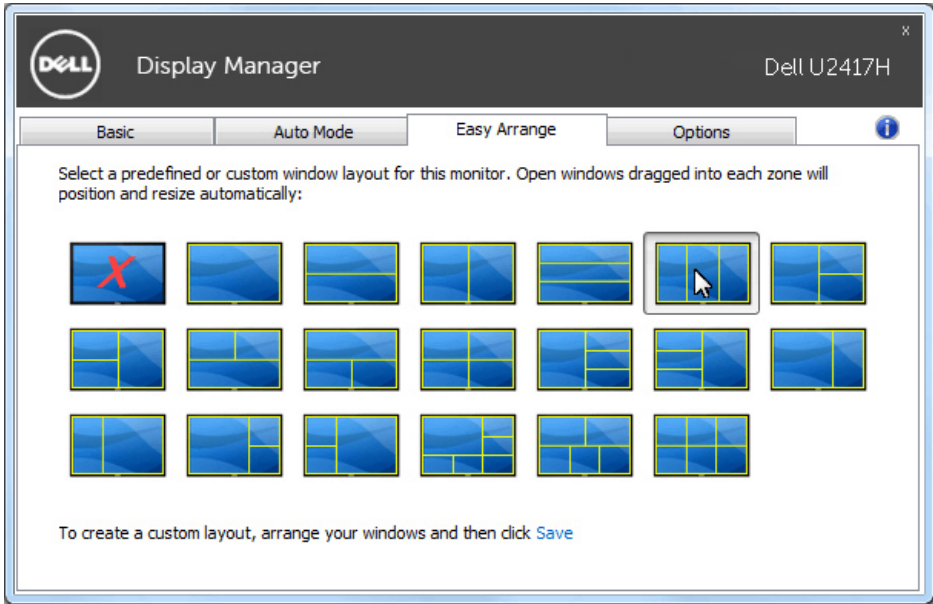 x
DELL
Display Manager
Dell U2417H
Basic
Auto Mode
Easy Arrange
Options
i
Select a predefined or custom window layout for this monitor. Open windows dragged into each zone will
position and resize automatically:
X
To create a custom layout, arrange your windows and then click Save